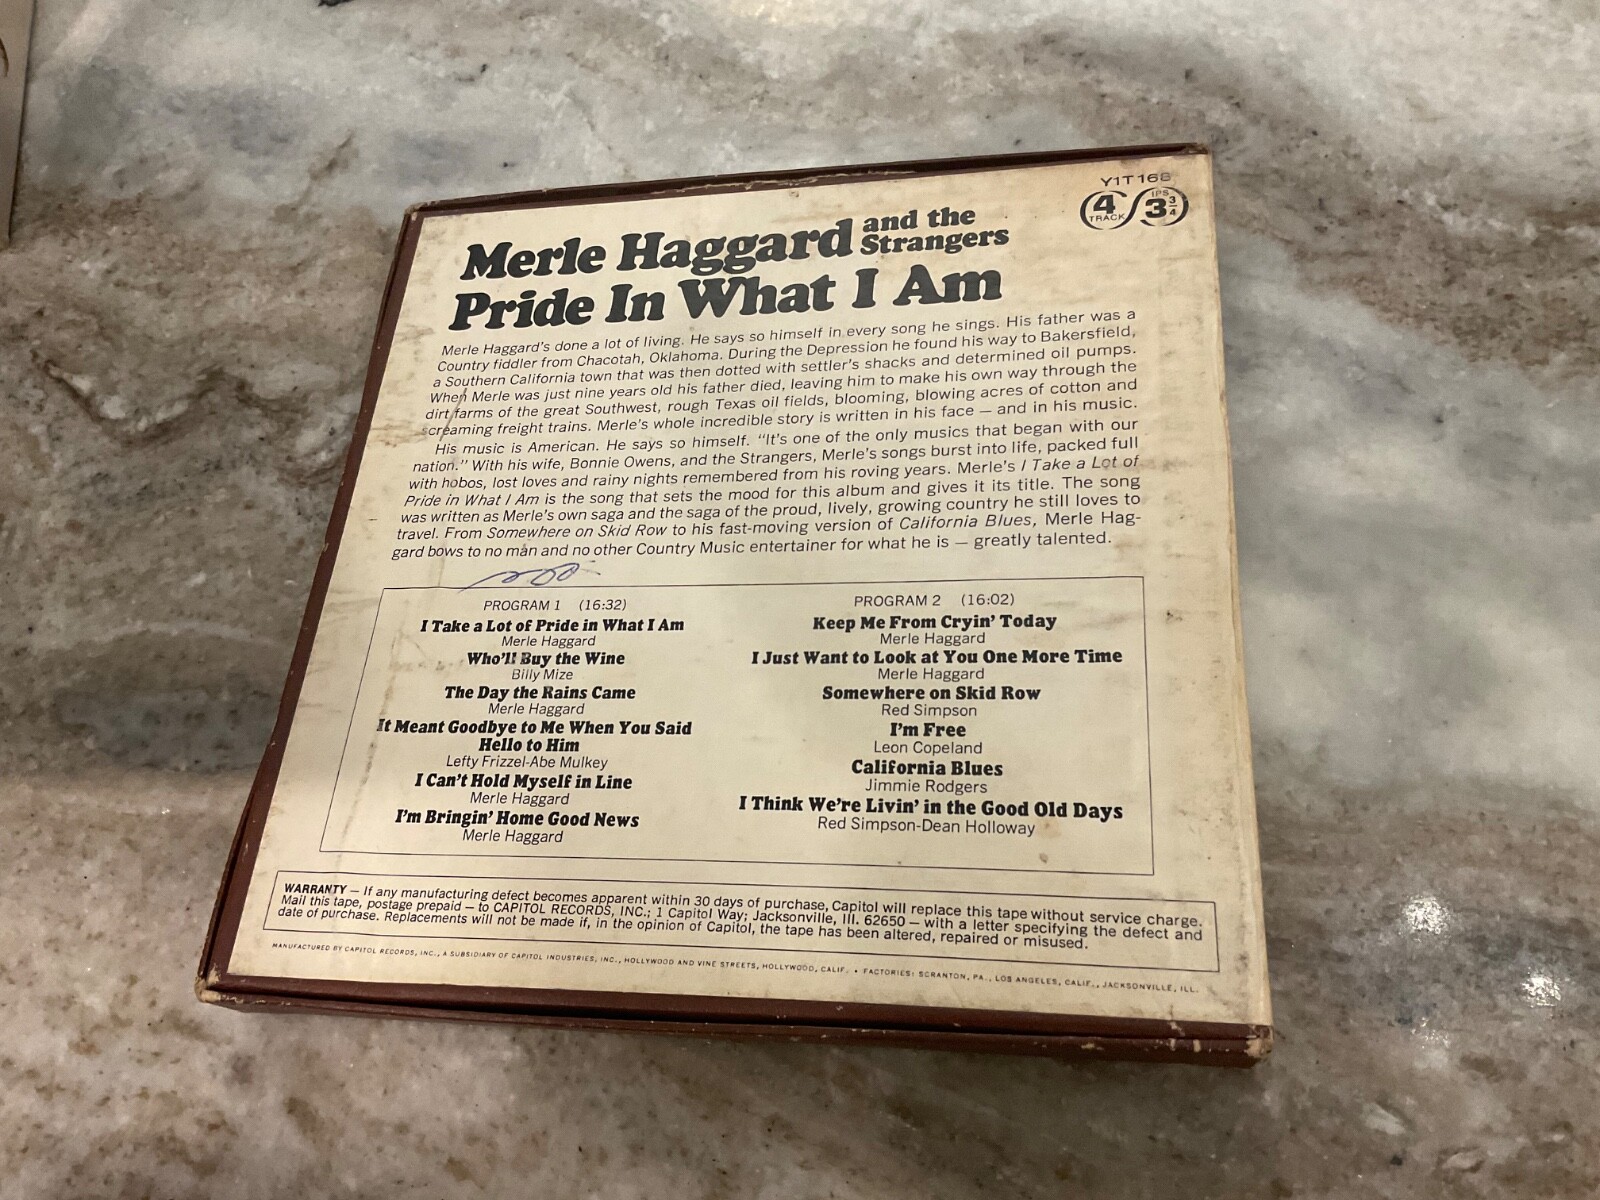 Y1T168
4 TRACK
IPS
3 3/4
Merle Haggard and the Strangers
Pride In What I Am
Merle Haggard's done a lot of living. He says so himself in every song he sings. His father was a
Country fiddler from Chacotah, Oklahoma. During the Depression he found his way to Bakersfield,
a Southern California town that was then dotted with settler's shacks and determined oil pumps.
When Merle was just nine years old his father died, leaving him to make his own way through the
dirt farms of the great Southwest, rough Texas oil fields, blooming, blowing acres of cotton and
screaming freight trains. Merle's whole incredible story is written in his face — and in his music.
His music is American. He says so himself. "It's one of the only musics that began with our
nation." With his wife, Bonnie Owens, and the Strangers, Merle's songs burst into life, packed full
with hobos, lost loves and rainy nights remembered from his roving years. Merle's I Take a Lot of
Pride in What I Am is the song that sets the mood for this album and gives it its title. The song
was written as Merle's own saga and the saga of the proud, lively, growing country he still loves to
travel. From Somewhere on Skid Row to his fast-moving version of California Blues, Merle Hag-
gard bows to no man and no other Country Music entertainer for what he is — greatly talented.
PROGRAM 1 (16:32)
I Take a Lot of Pride in What I Am
Merle Haggard
Who'll Buy the Wine
Billy Mize
The Day the Rains Came
Merle Haggard
It Meant Goodbye to Me When You Said
Hello to Him
Lefty Frizzel-Abe Mulkey
I Can't Hold Myself in Line
Merle Haggard
I'm Bringin' Home Good News
Merle Haggard
PROGRAM 2 (16:02)
Keep Me From Cryin' Today
Merle Haggard
I Just Want to Look at You One More Time
Merle Haggard
Somewhere on Skid Row
Red Simpson
I'm Free
Leon Copeland
California Blues
Jimmie Rodgers
I Think We're Livin' in the Good Old Days
Red Simpson-Dean Holloway
WARRANTY — If any manufacturing defect becomes apparent within 30 days of purchase, Capitol will replace this tape without service charge.
Mail this tape, postage prepaid — to CAPITOL RECORDS, INC.; 1 Capitol Way; Jacksonville, Ill. 62650 — with a letter specifying the defect and
date of purchase. Replacements will not be made if, in the opinion of Capitol, the tape has been altered, repaired or misused.
MANUFACTURED BY CAPITOL RECORDS, INC., A SUBSIDIARY OF CAPITOL INDUSTRIES, INC., HOLLYWOOD AND VINE STREETS, HOLLYWOOD, CALIF. • FACTORIES: SCRANTON, PA., LOS ANGELES, CALIF., JACKSONVILLE, ILL.